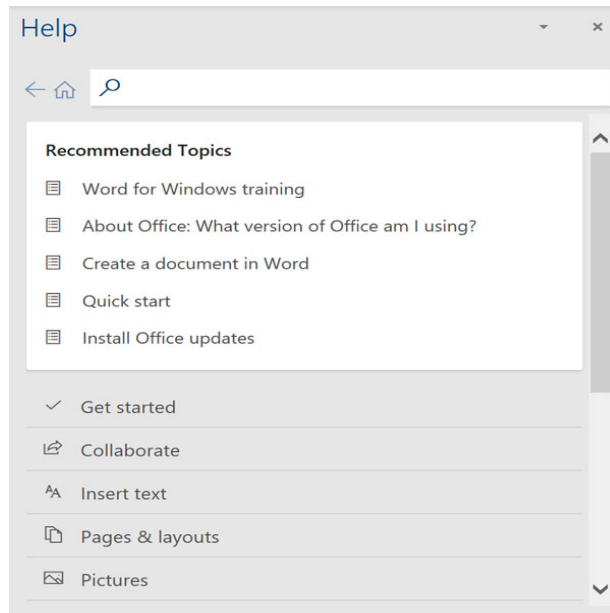 Help
Recommended Topics
Word for Windows training
About Office: What version of Office am I using?
Create a document in Word
Quick start
Install Office updates
Get started
Collaborate
Insert text
Pages & layouts
Pictures